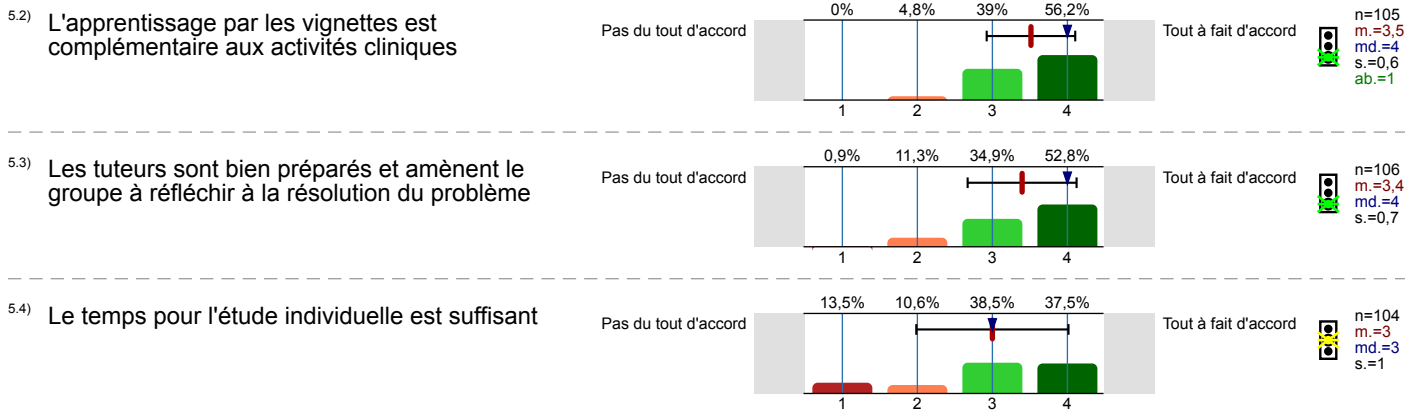 5.2) L'apprentissage par les vignettes est
complémentaire aux activités cliniques
Pas du tout d'accord
0% 4,8% 39% 56,2%
1 2 3 4
Tout à fait d'accord
n=105
m.=3,5
md.=4
s.=0,6
ab.=1
5.3) Les tuteurs sont bien préparés et amènent le
groupe à réfléchir à la résolution du problème
Pas du tout d'accord
0,9% 11,3% 34,9% 52,8%
1 2 3 4
Tout à fait d'accord
n=106
m.=3,4
md.=4
s.=0,7
5.4) Le temps pour l'étude individuelle est suffisant
Pas du tout d'accord
13,5% 10,6% 38,5% 37,5%
1 2 3 4
Tout à fait d'accord
n=104
m.=3
md.=3
s.=1